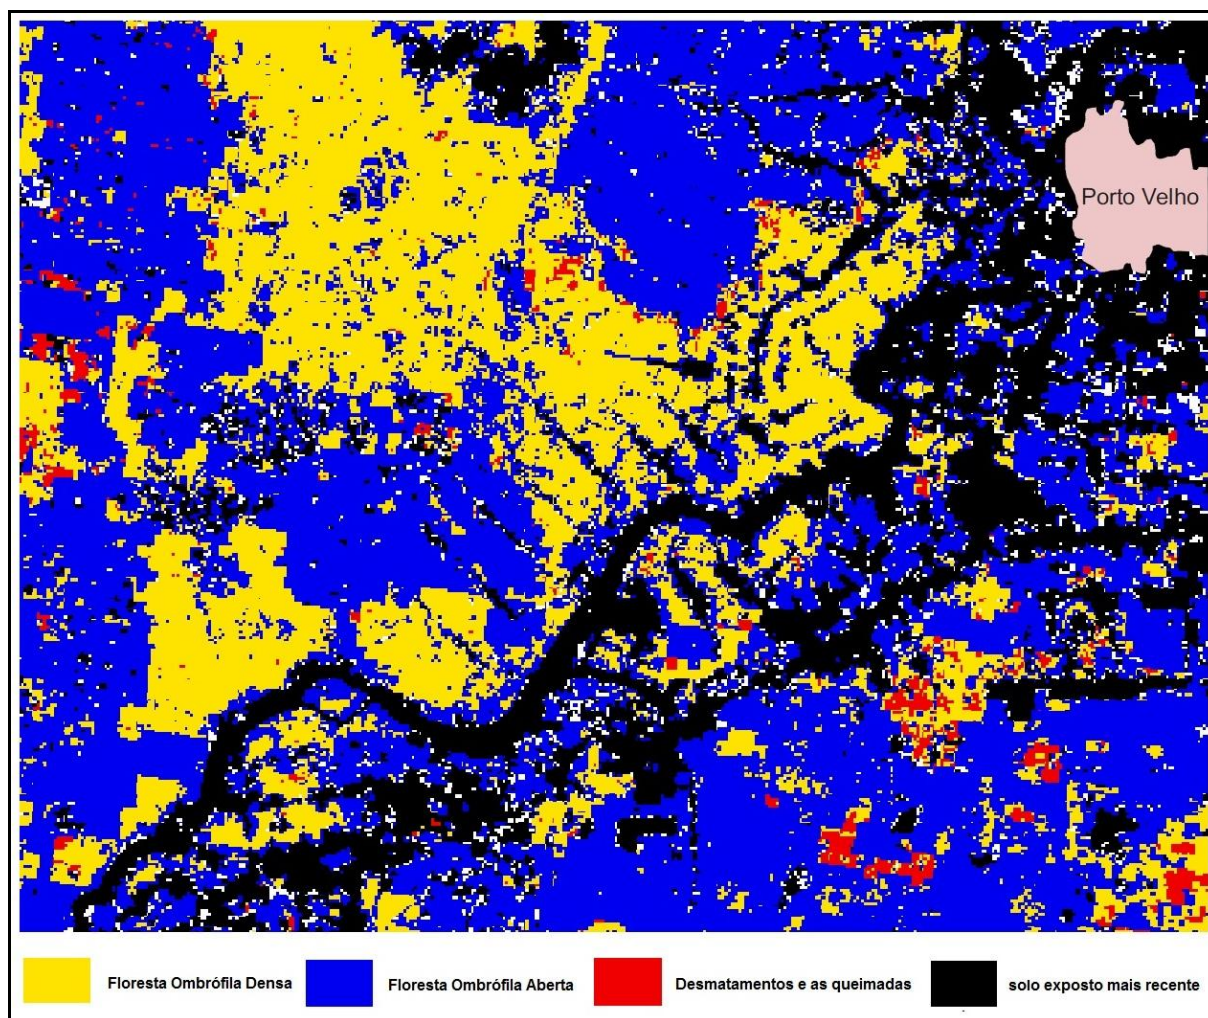 Porto Velho
Floresta Ombrófila Densa
Floresta Ombrófila Aberta
Desmatamentos e as queimadas
solo exposto mais recente